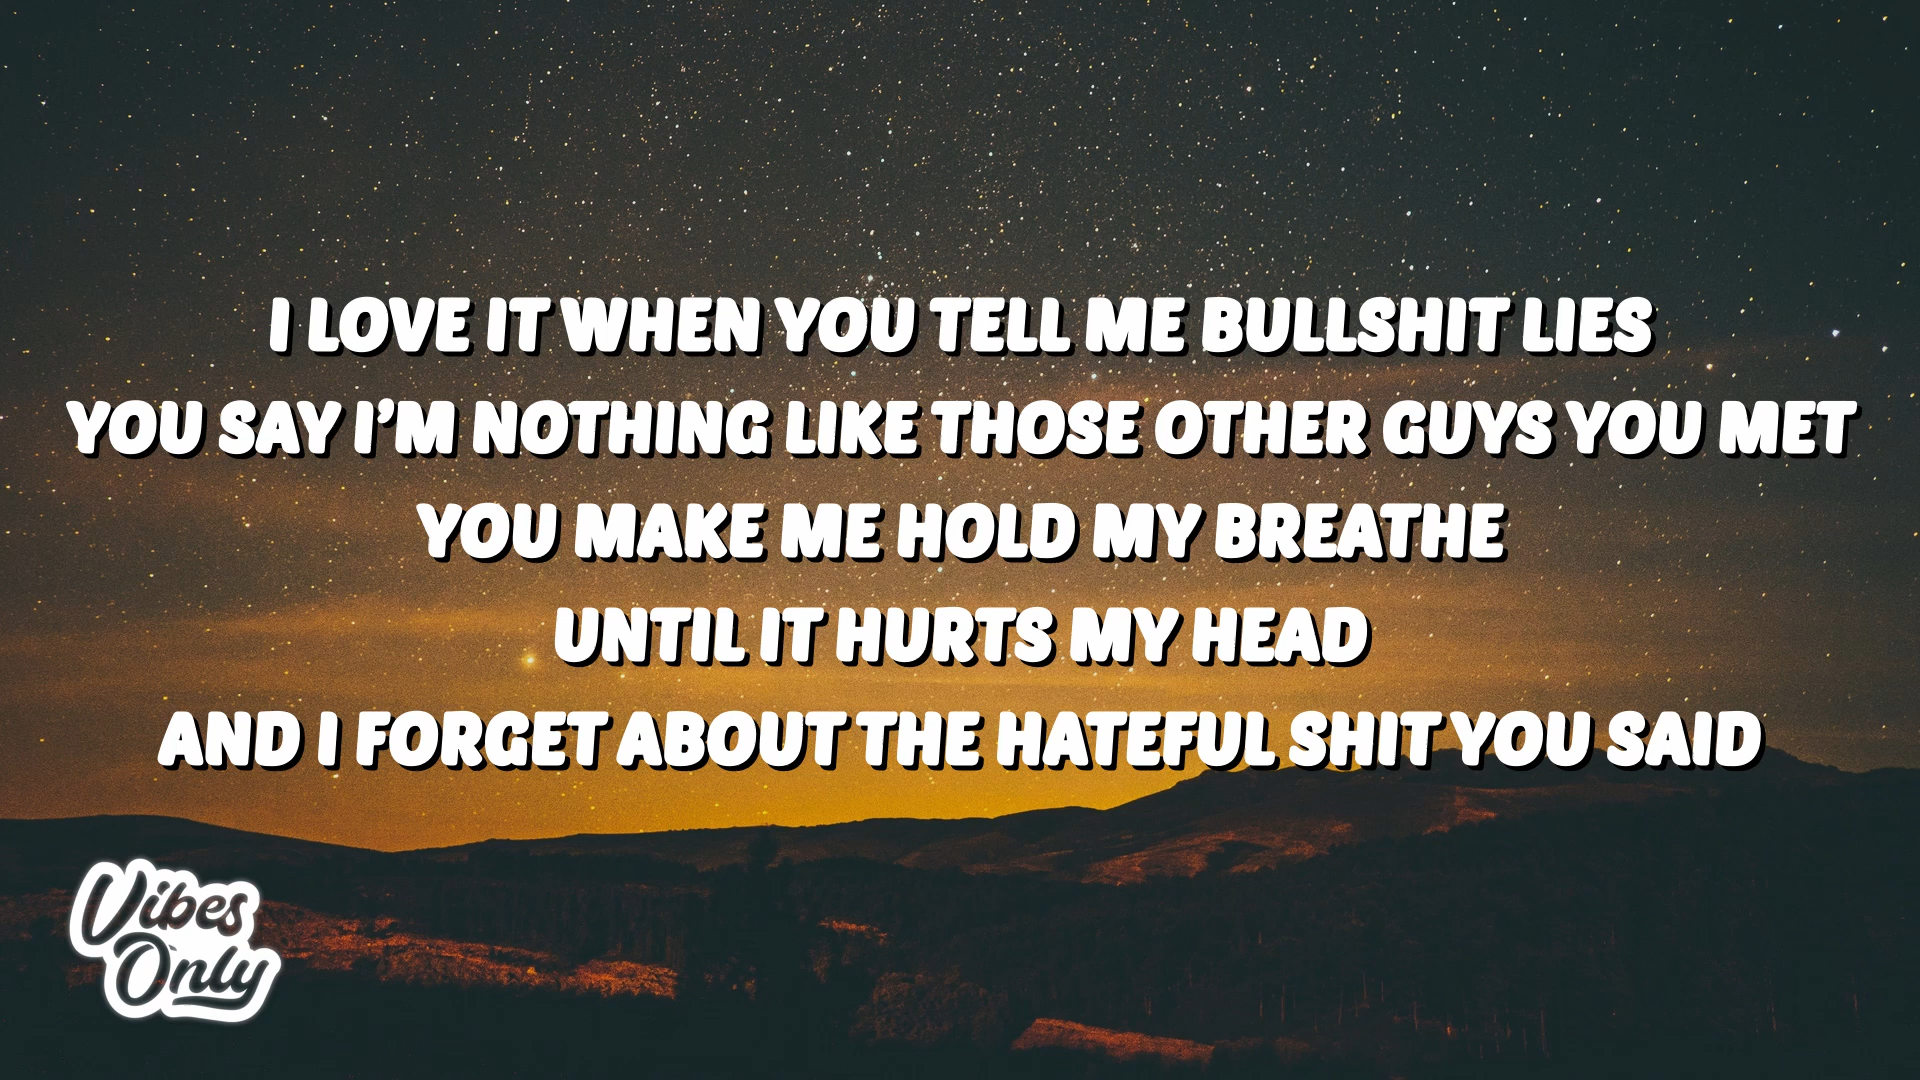 I LOVE IT WHEN YOU TELL ME BULLSHIT LIES
YOU SAY I'M NOTHING LIKE THOSE OTHER GUYS YOU MET
YOU MAKE ME HOLD MY BREATHE
UNTIL IT HURTS MY HEAD
AND I FORGET ABOUT THE HATEFUL SHIT YOU SAID
Vibes
Only